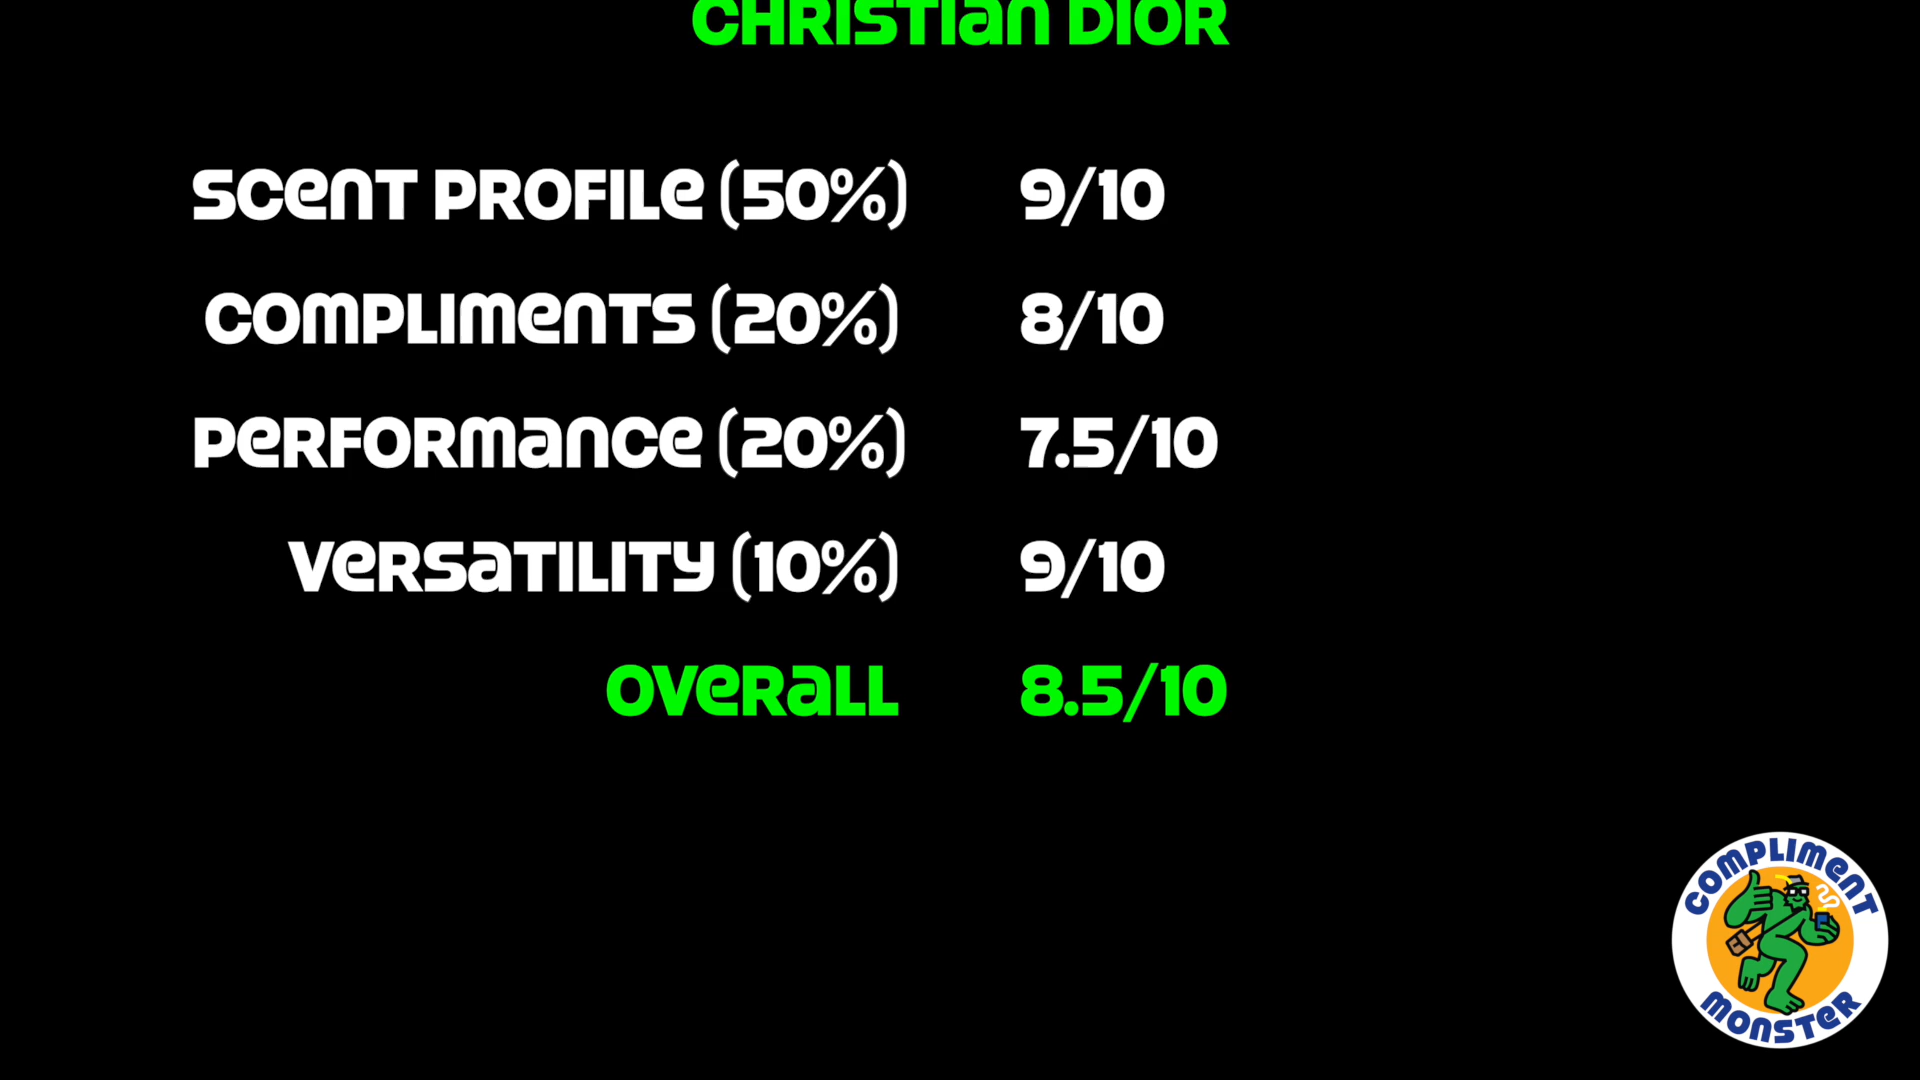 CHRISTIAN DIOR
SCENT PROFILE (50%) 9/10
COMPLIMENTS (20%) 8/10
PERFORMANCE (20%) 7.5/10
VERSATILITY (10%) 9/10
OVERALL 8.5/10
COMPLIMENT
MONSTER